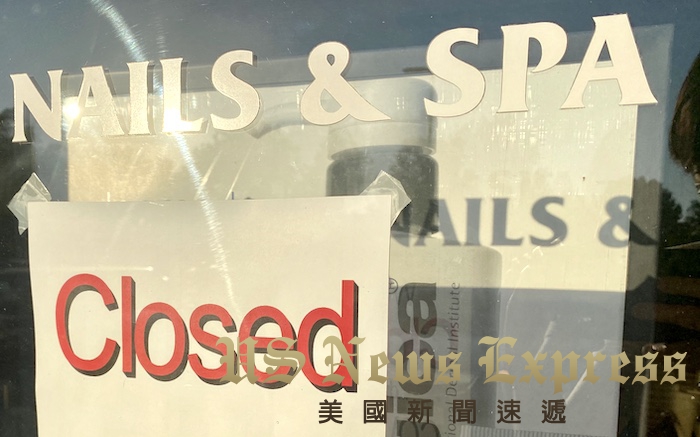 NAILS & SPA
NAILS &
Closed
US News Express
美國新聞速遞